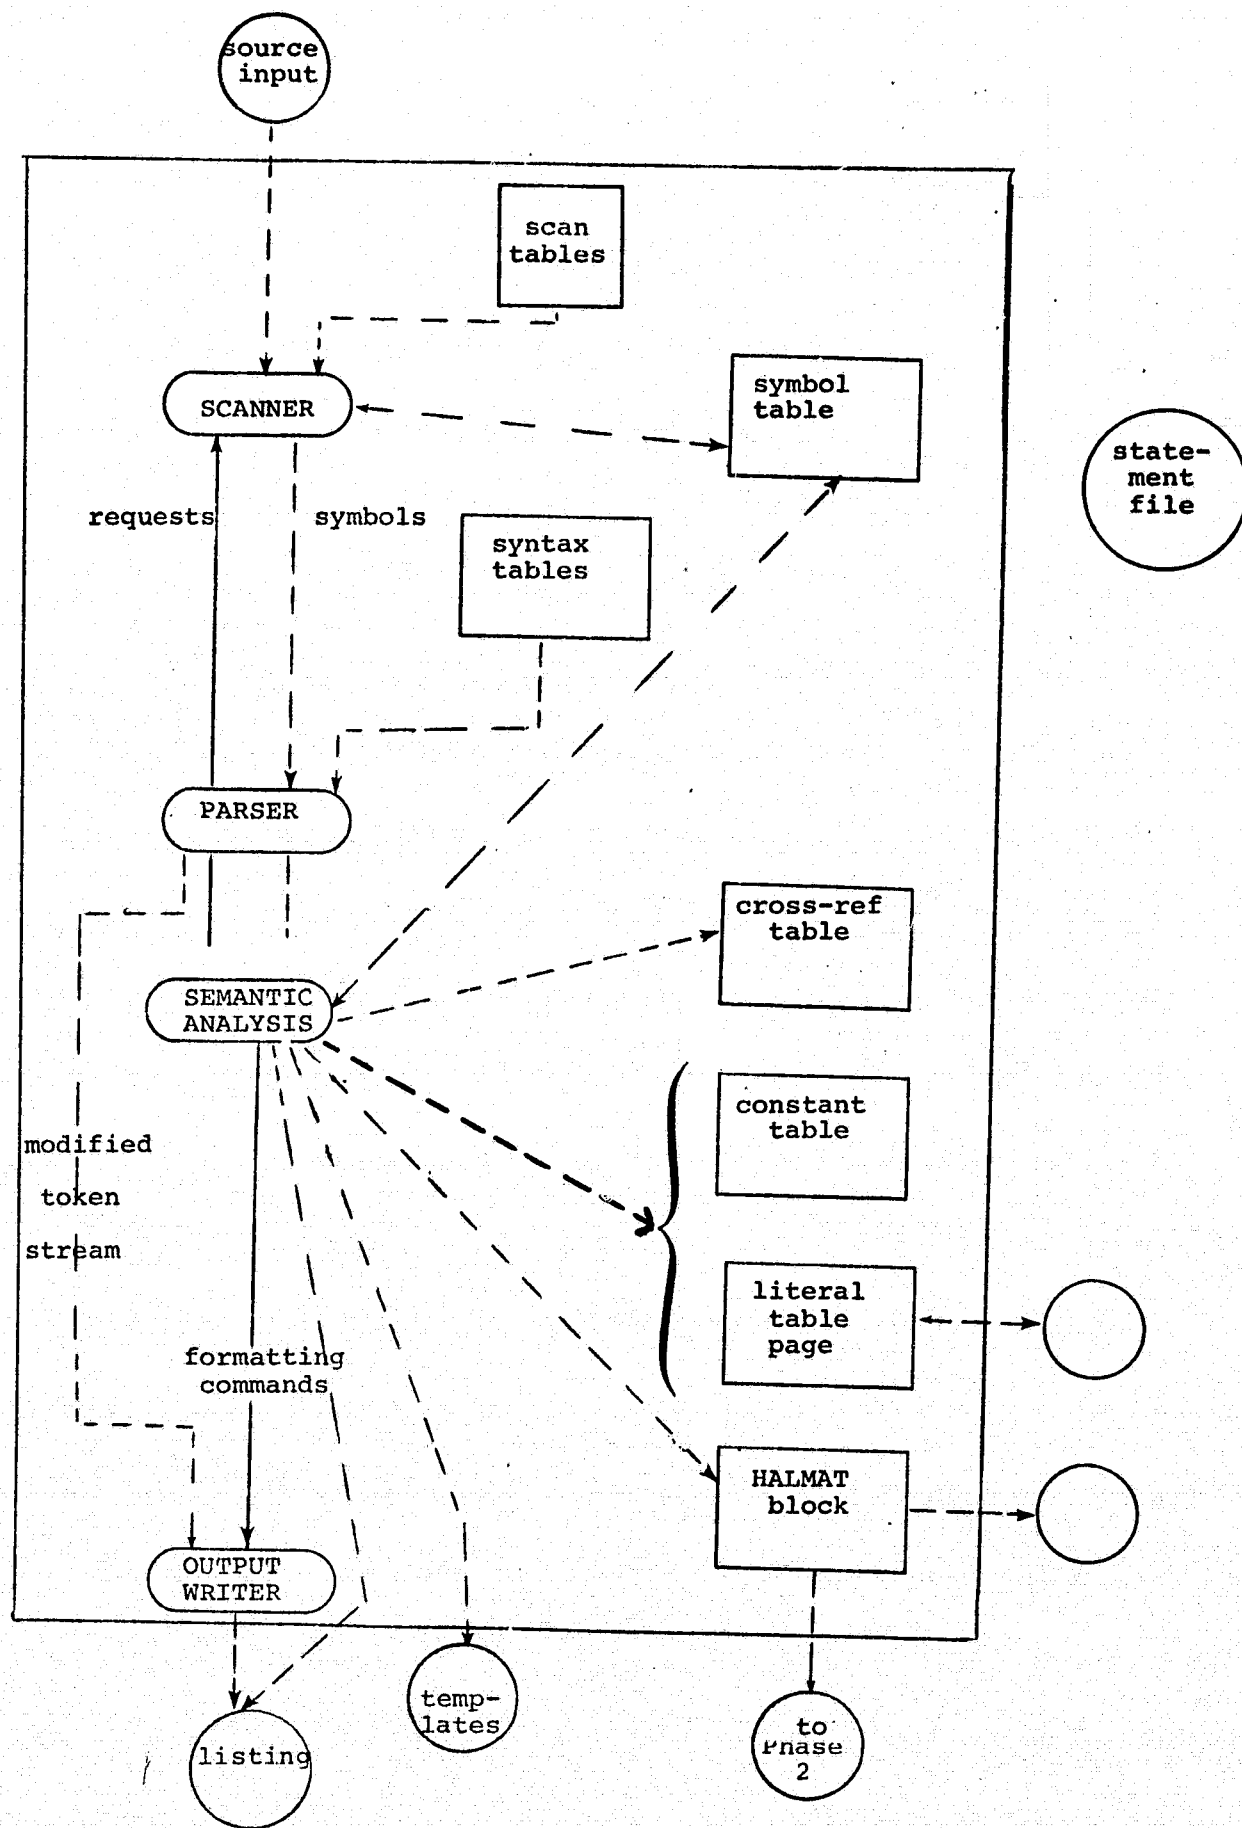 source
input
scan
tables
SCANNER
symbol
table
state-
ment
file
requests
symbols
syntax
tables
PARSER
cross-ref
table
SEMANTIC
ANALYSIS
constant
table
modified
token
stream
literal
table
page
formatting
commands
HALMAT
block
OUTPUT
WRITER
temp-
lates
listing
to
Phase
2